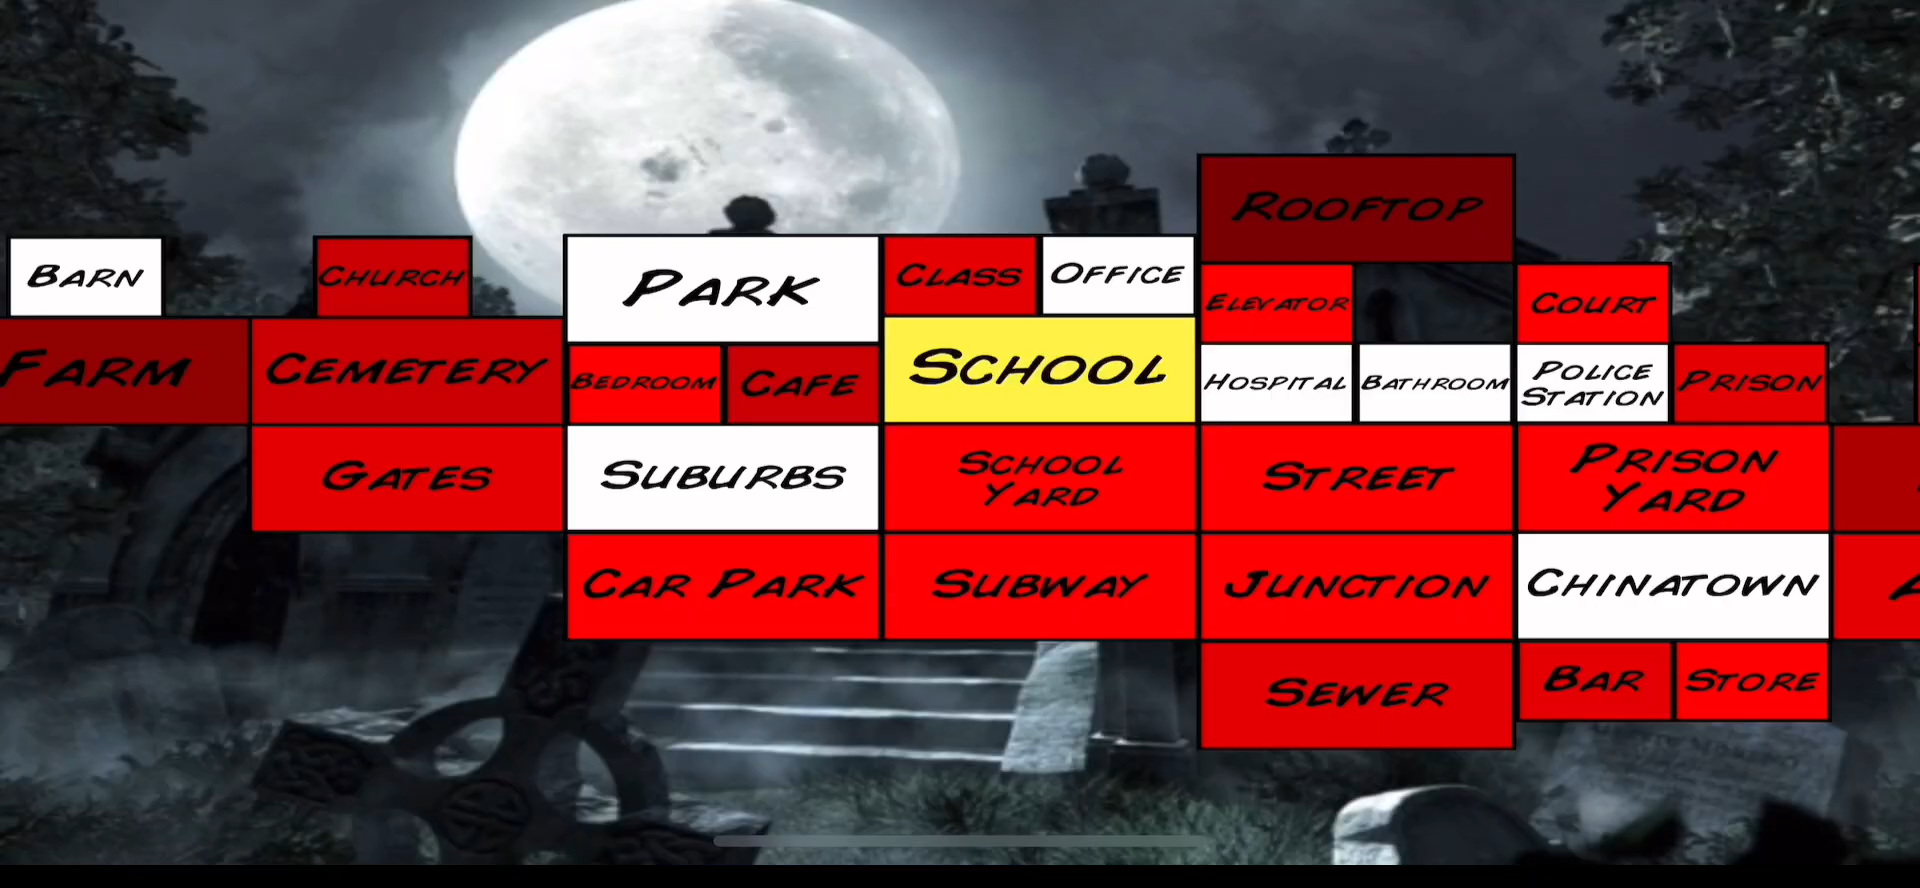 ROOFTOP
BARN
CHURCH
PARK
CLASS
OFFICE
ELEVATOR
COURT
FARM
CEMETERY
BEDROOM
CAFE
SCHOOL
HOSPITAL
BATHROOM
POLICE
STATION
PRISON
GATES
SUBURBS
SCHOOL
YARD
STREET
PRISON
YARD
CAR PARK
SUBWAY
JUNCTION
CHINATOWN
SEWER
BAR
STORE